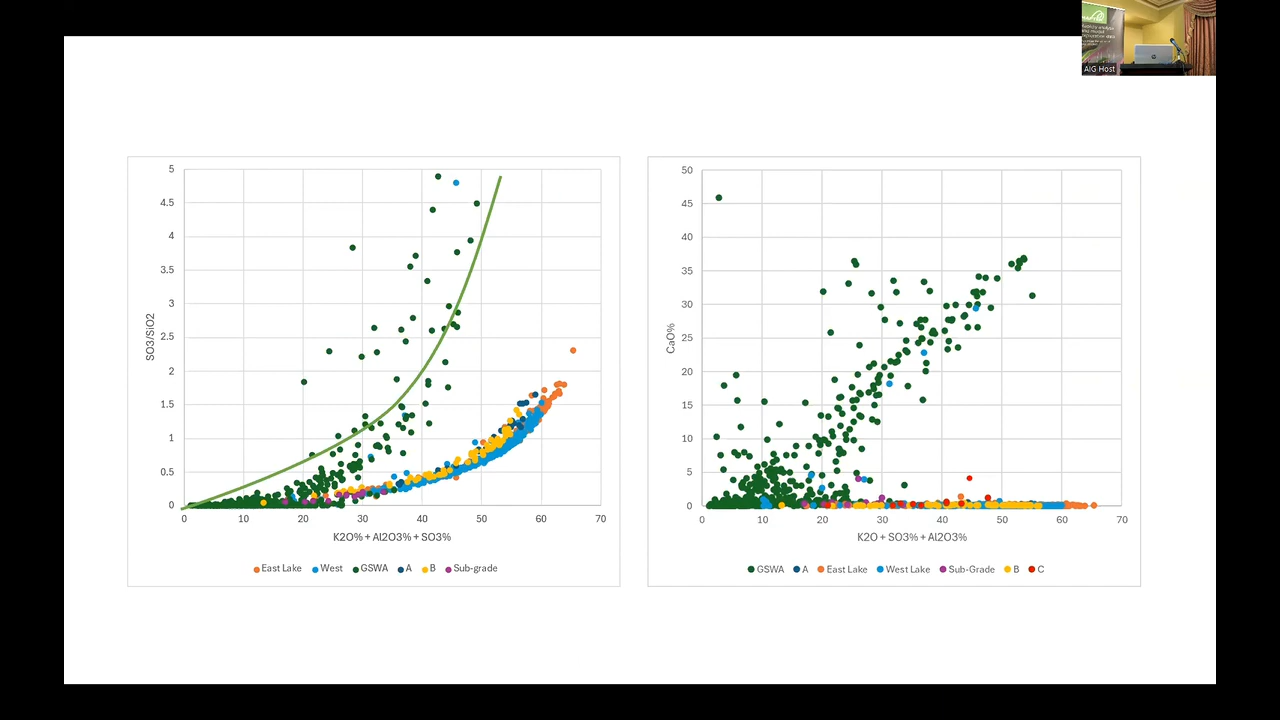 AIG Host
5
4.5
4
3.5
3
2.5
2
1.5
1
0.5
0
SO3/SiO2
0 10 20 30 40 50 60 70
K2O% + Al2O3% + SO3%
East Lake West GSWA A B Sub-grade
50
45
40
35
30
25
20
15
10
5
0
CaO%
0 10 20 30 40 50 60 70
K2O + SO3% + Al2O3%
GSWA A East Lake West Lake Sub-Grade B C